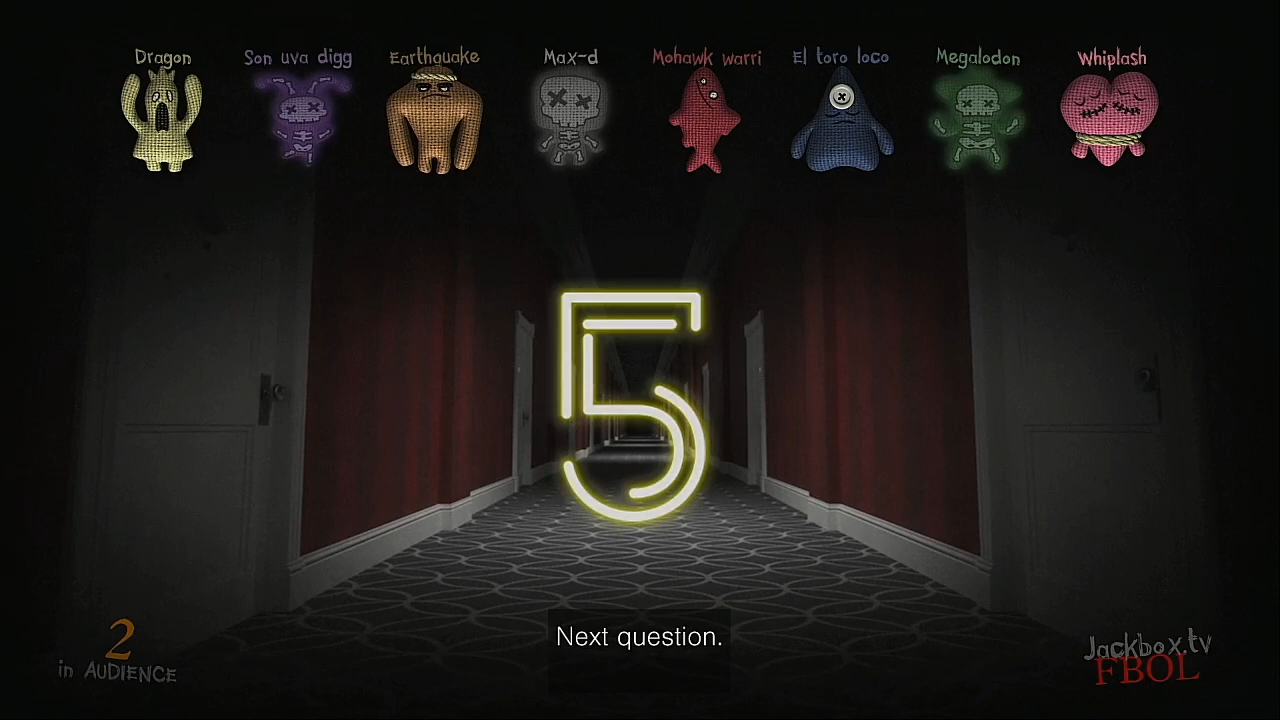 Dragon
Son uva digg
Earthquake
Max-d
Mohawk warri
El toro loco
Megalodon
Whiplash
5
Next question.
2
in AUDIENCE
Jackbox.tv
FBOL